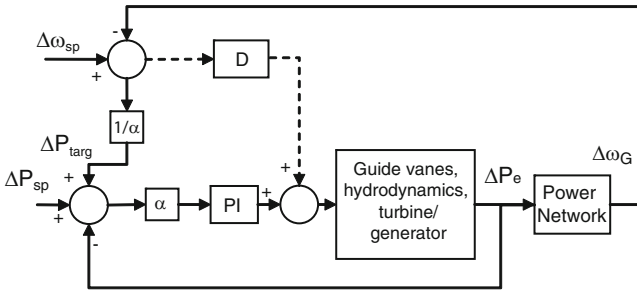 -
Δω_sp
+
D
1/α
ΔP_targ
+
+
ΔP_sp
+
α
PI
+
Guide vanes,
hydrodynamics,
turbine/
generator
ΔP_e
Power
Network
Δω_G
-